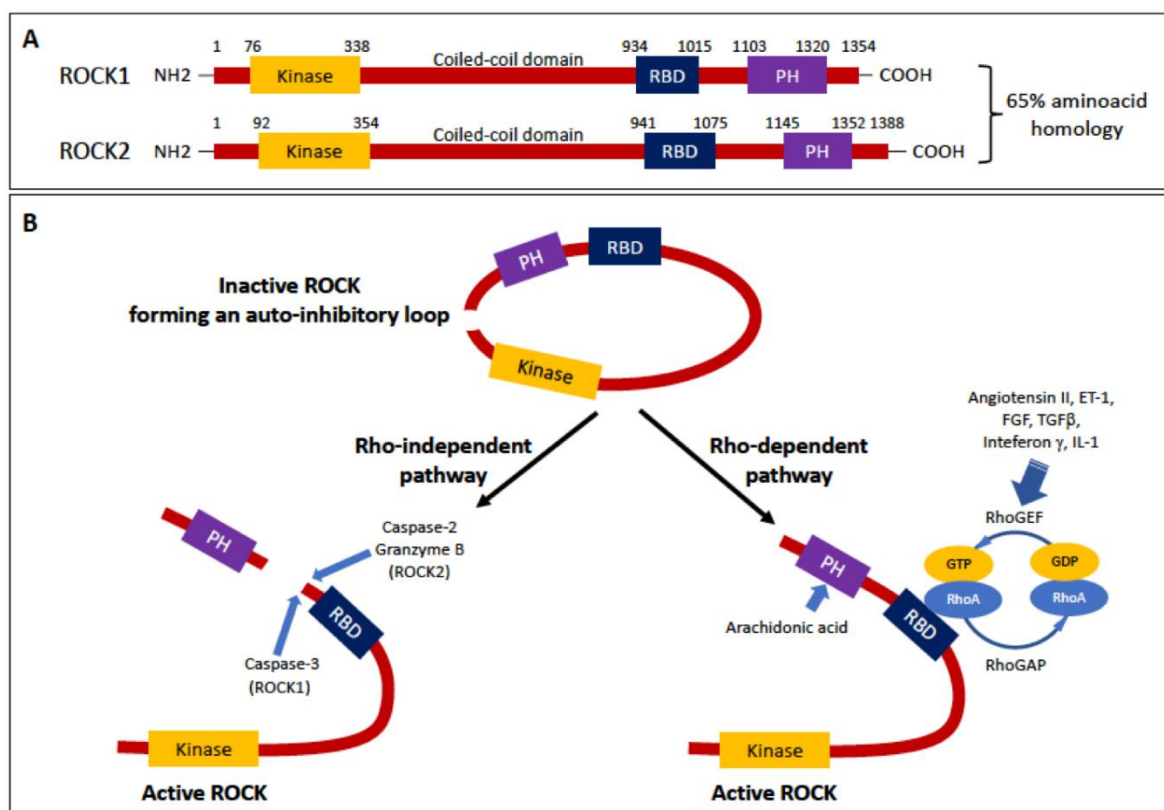 A
1 76 338 934 1015 1103 1320 1354
Coiled-coil domain
ROCK1 NH2 Kinase RBD PH COOH
1 92 354 941 1075 1145 1352 1388
Coiled-coil domain
ROCK2 NH2 Kinase RBD PH COOH
65% aminoacid
homology
B
PH
RBD
Inactive ROCK
forming an auto-inhibitory loop
Kinase
Rho-independent
pathway
Rho-dependent
pathway
Angiotensin II, ET-1,
FGF, TGFβ,
Inteferon γ, IL-1
PH
Caspase-2
Granzyme B
(ROCK2)
RBD
Caspase-3
(ROCK1)
Kinase
Active ROCK
PH
Arachidonic acid
RBD
RhoGEF
GTP
GDP
RhoA
RhoA
RhoGAP
Kinase
Active ROCK